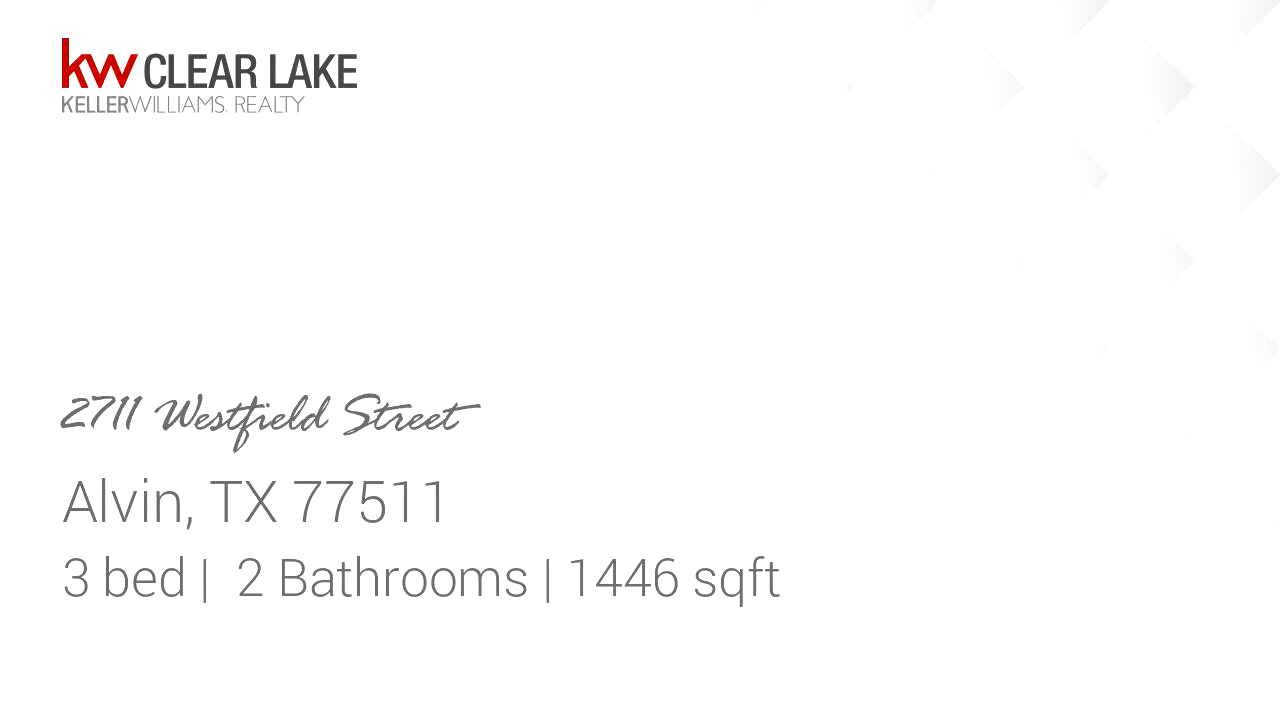 kw CLEAR LAKE
KELLERWILLIAMS. REALTY
2711 Westfield Street
Alvin, TX 77511
3 bed | 2 Bathrooms | 1446 sqft